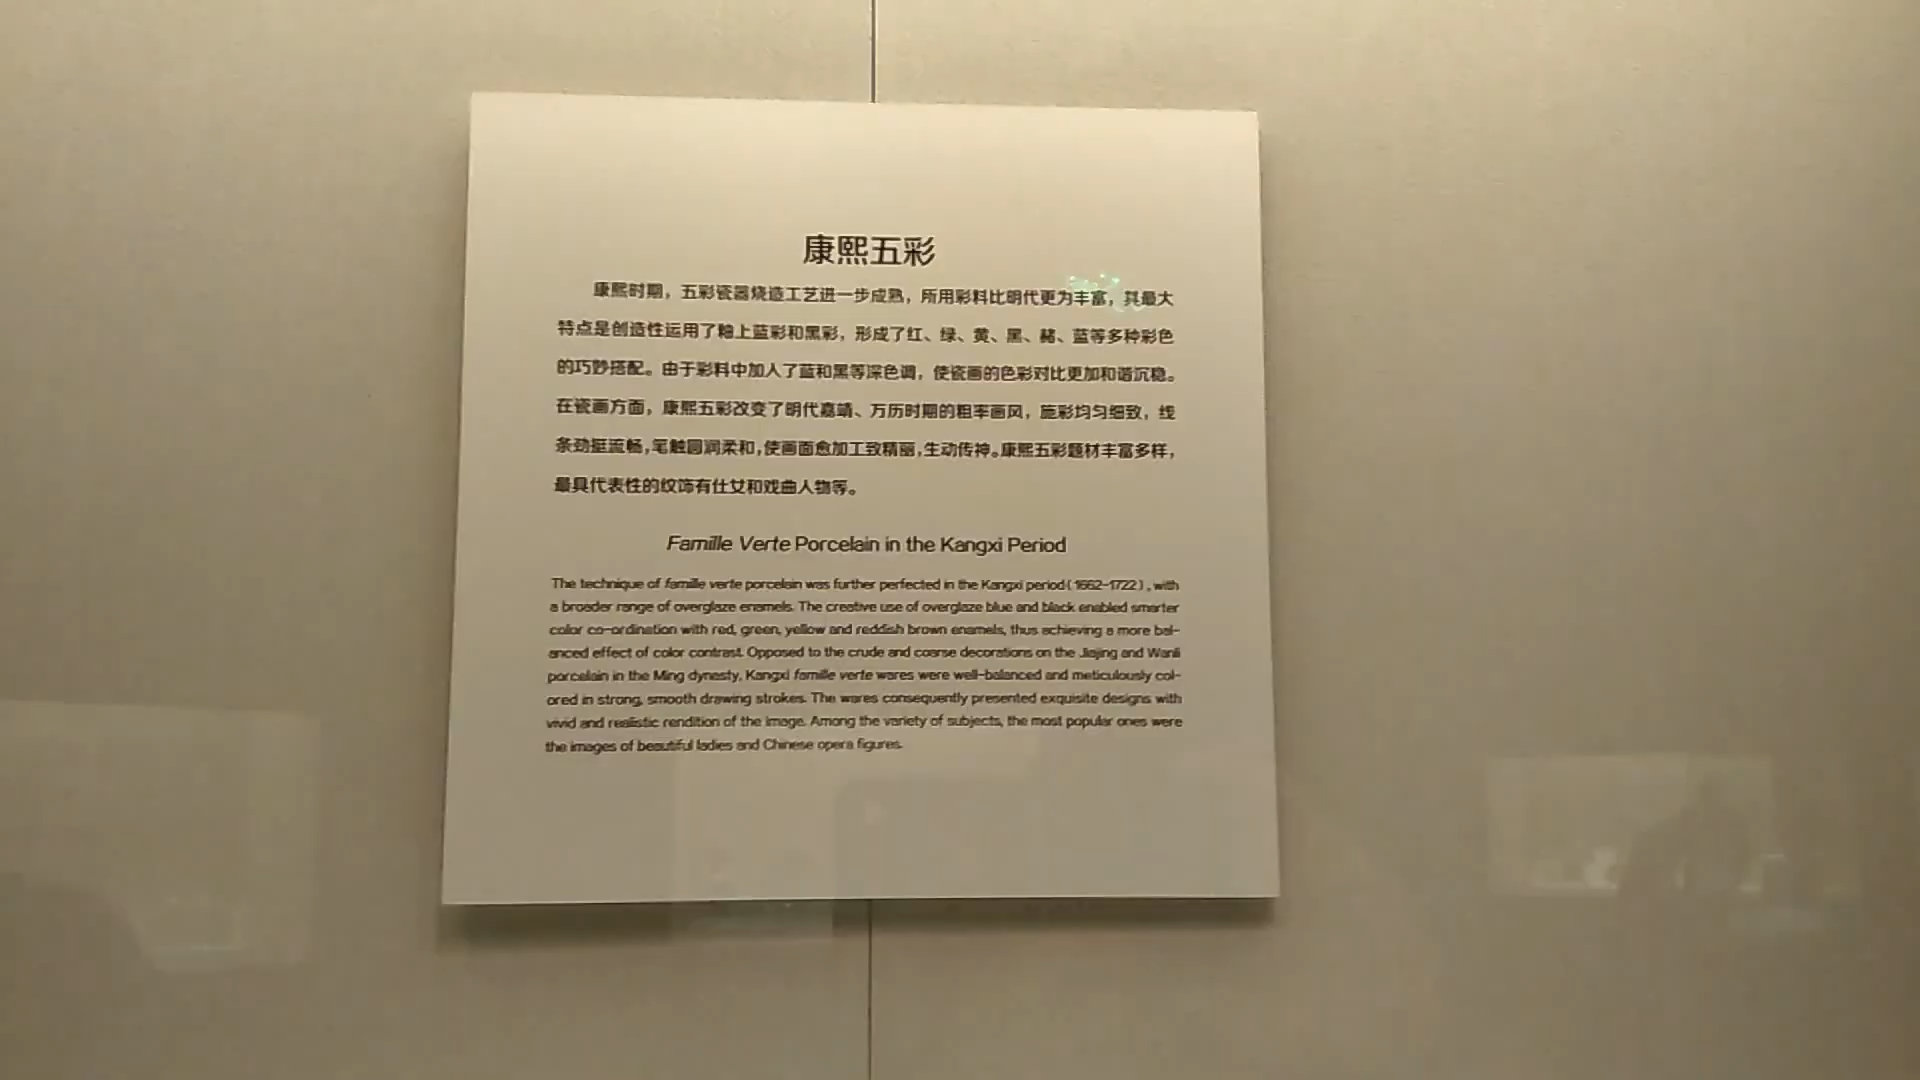 康熙五彩
康熙时期，五彩瓷器烧造工艺进一步成熟，所用彩料比明代更为丰富，其最大
特点是创造性运用了釉上蓝彩和黑彩，形成了红、绿、黄、黑、赭、蓝等多种彩色
的巧妙搭配。由于彩料中加入了蓝和黑等深色调，使瓷画的色彩对比更加和谐沉稳。
在瓷画方面，康熙五彩改变了明代嘉靖、万历时期的粗率画风，施彩均匀细致，线
条劲挺流畅，笔触圆润柔和，使画面愈加工致精丽，生动传神。康熙五彩题材丰富多样，
最具代表性的纹饰有仕女和戏曲人物等。
Famille Verte Porcelain in the Kangxi Period
The technique of famille verte porcelain was further perfected in the Kangxi period(1662-1722), with
a broader range of overglaze enamels. The creative use of overglaze blue and black enabled smarter
color co-ordination with red, green, yellow and reddish brown enamels, thus achieving a more bal-
anced effect of color contrast. Opposed to the crude and coarse decorations on the Jiajing and Wanli
porcelain in the Ming dynasty, Kangxi famille verte wares were well-balanced and meticulously col-
ored in strong, smooth drawing strokes. The wares consequently presented exquisite designs with
vivid and realistic rendition of the image. Among the variety of subjects, the most popular ones were
the images of beautiful ladies and Chinese opera figures.